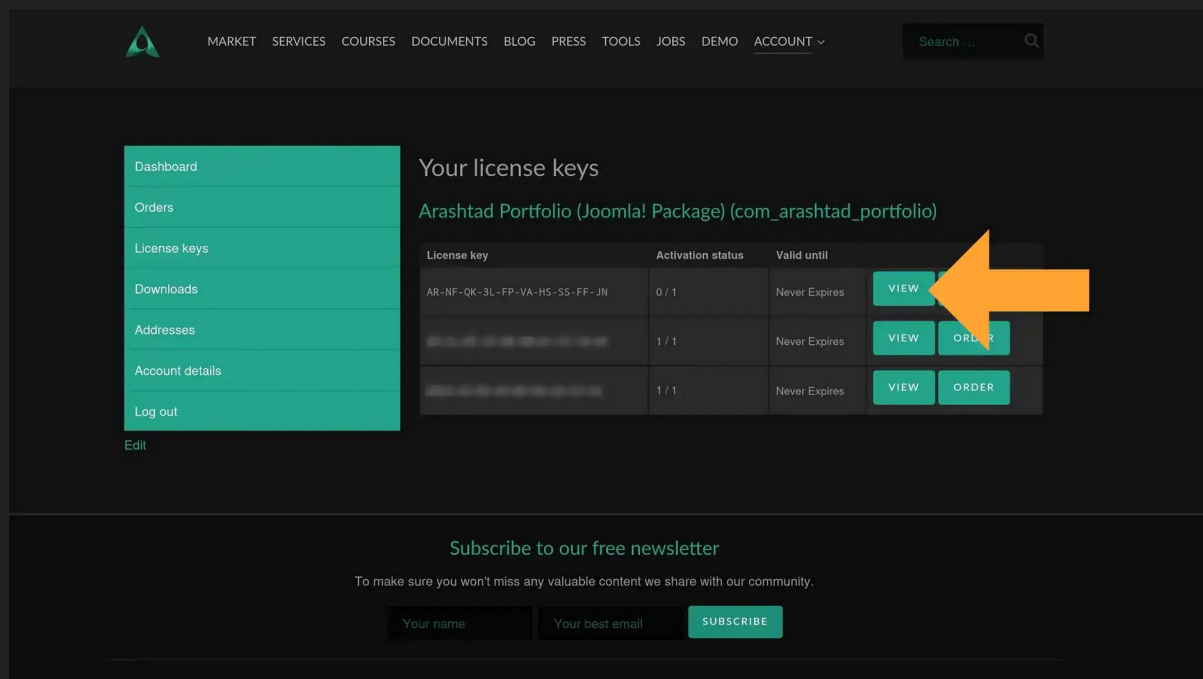 MARKET SERVICES COURSES DOCUMENTS BLOG PRESS TOOLS JOBS DEMO ACCOUNT Search ...
Dashboard
Orders
License keys
Downloads
Addresses
Account details
Log out
Edit
Your license keys
Arashtad Portfolio (Joomla! Package) (com_arashtad_portfolio)
License key Activation status Valid until
AR-NF-QK-3L-FP-VA-HS-SS-FF-JN 0 / 1 Never Expires VIEW
1 / 1 Never Expires VIEW ORDER
1 / 1 Never Expires VIEW ORDER
Subscribe to our free newsletter
To make sure you won't miss any valuable content we share with our community.
Your name Your best email SUBSCRIBE